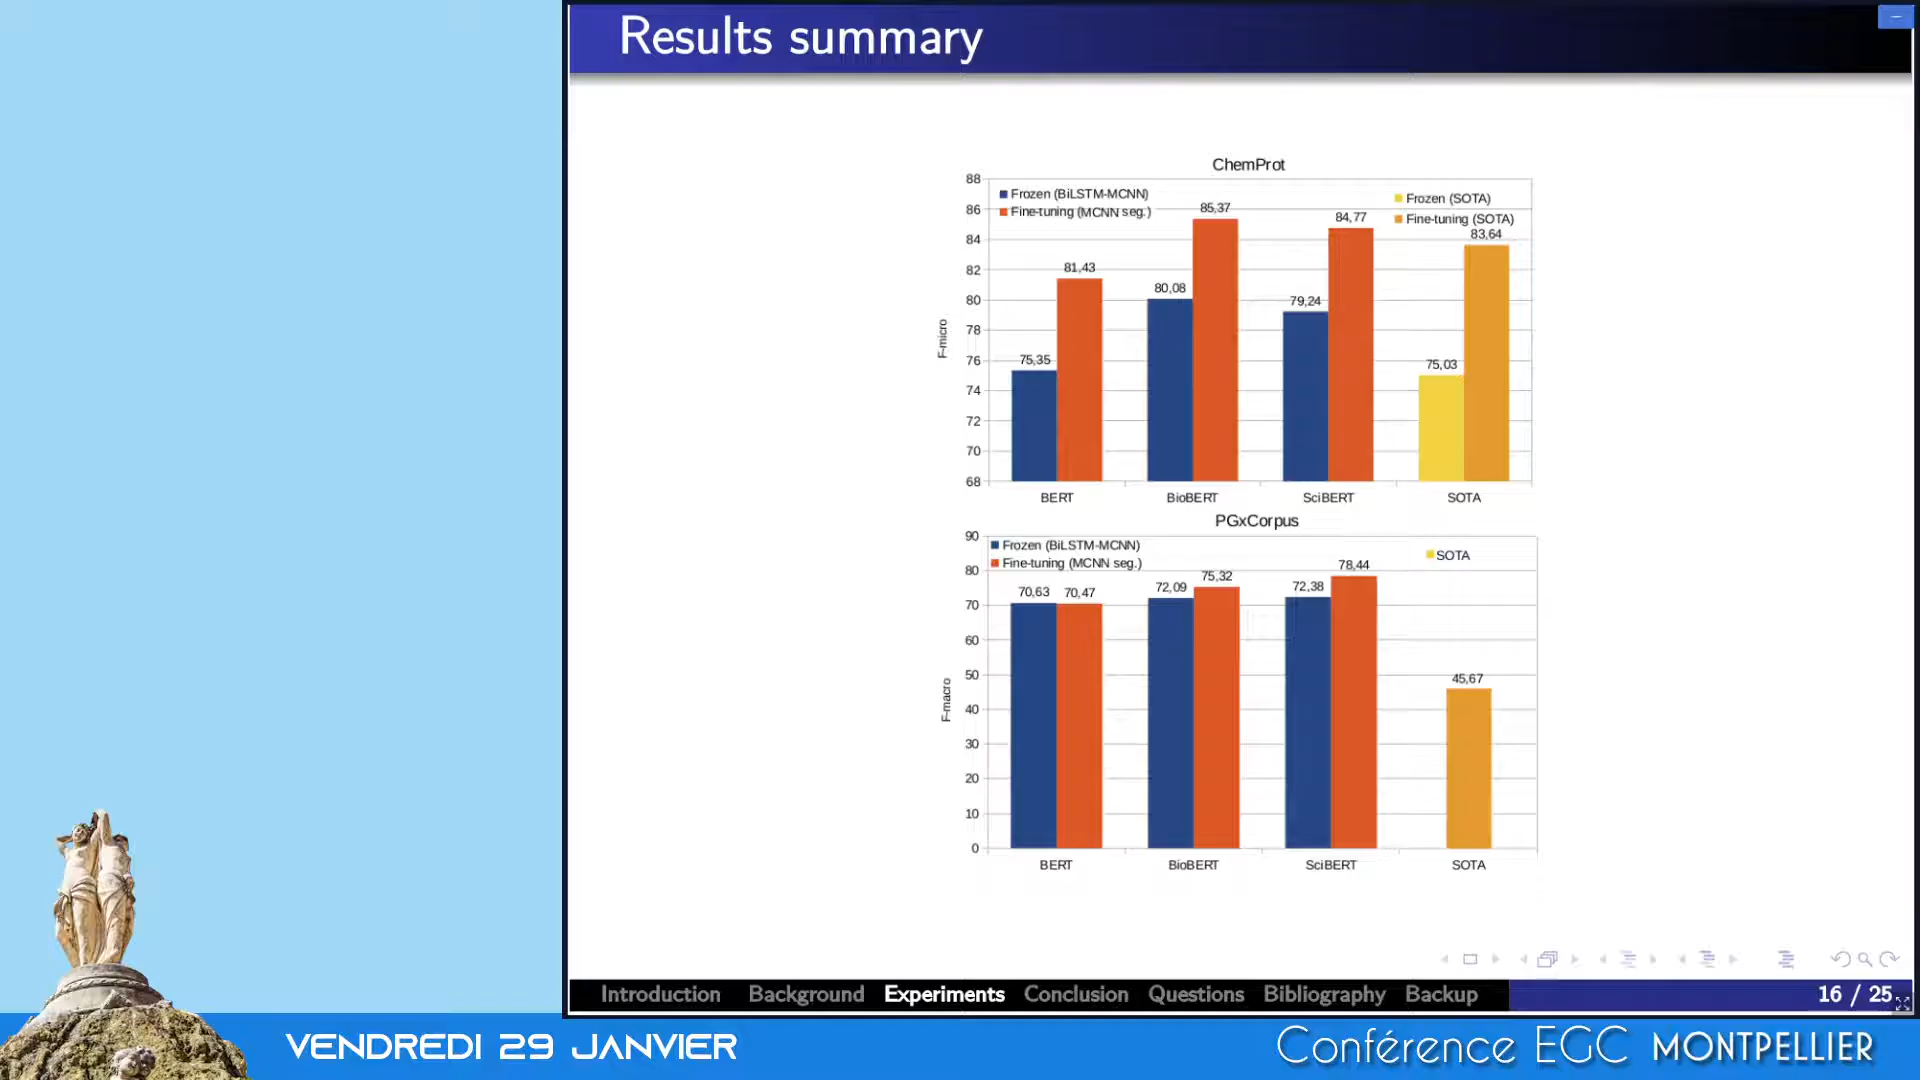 Results summary
ChemProt
88
86
84
82
80
78
76
74
72
70
68
F-micro
Frozen (BiLSTM-MCNN)
Fine-tuning (MCNN seg.)
Frozen (SOTA)
Fine-tuning (SOTA)
75,35
81,43
80,08
85,37
79,24
84,77
75,03
83,64
BERT
BioBERT
SciBERT
SOTA
PGxCorpus
90
80
70
60
50
40
30
20
10
0
F-macro
Frozen (BiLSTM-MCNN)
Fine-tuning (MCNN seg.)
SOTA
70,63
70,47
72,09
75,32
72,38
78,44
45,67
BERT
BioBERT
SciBERT
SOTA
Introduction Background Experiments Conclusion Questions Bibliography Backup
16 / 25
VENDREDI 29 JANVIER
Conférence EGC MONTPELLIER